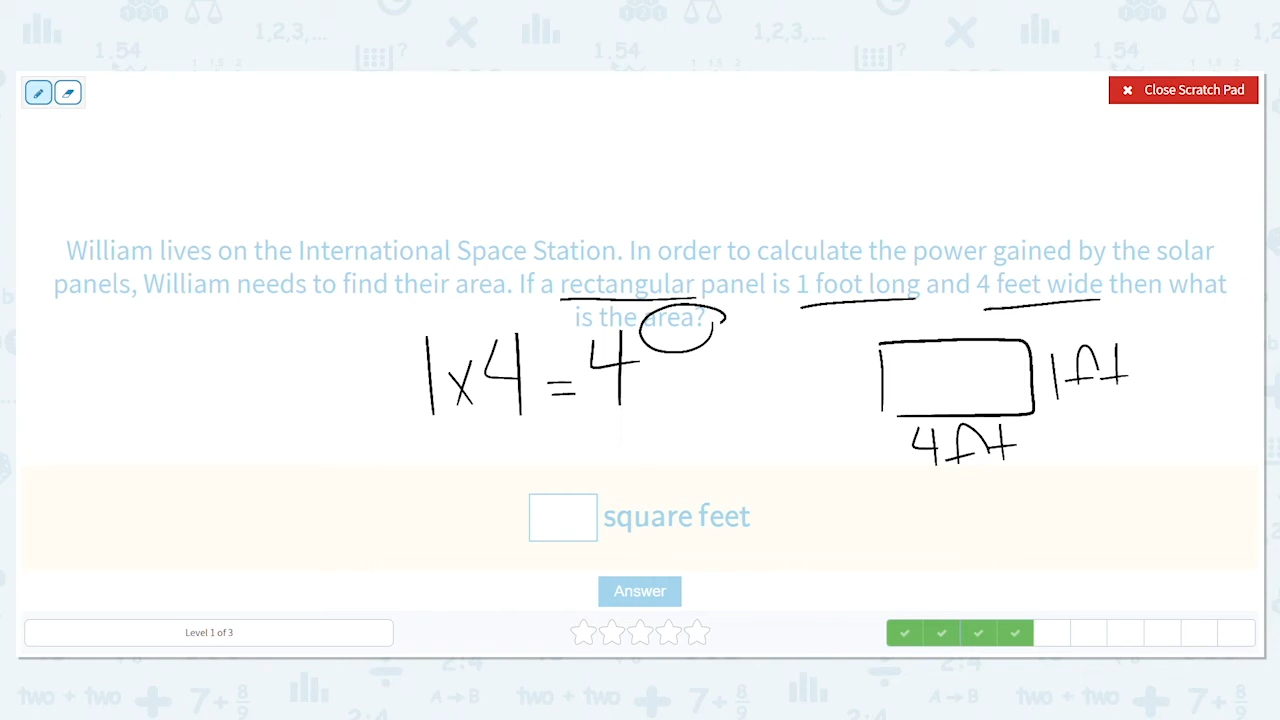 Close Scratch Pad
William lives on the International Space Station. In order to calculate the power gained by the solar
panels, William needs to find their area. If a rectangular panel is 1 foot long and 4 feet wide then what
is the area?
1x4=4
1ft
4ft
square feet
Answer
Level 1 of 3